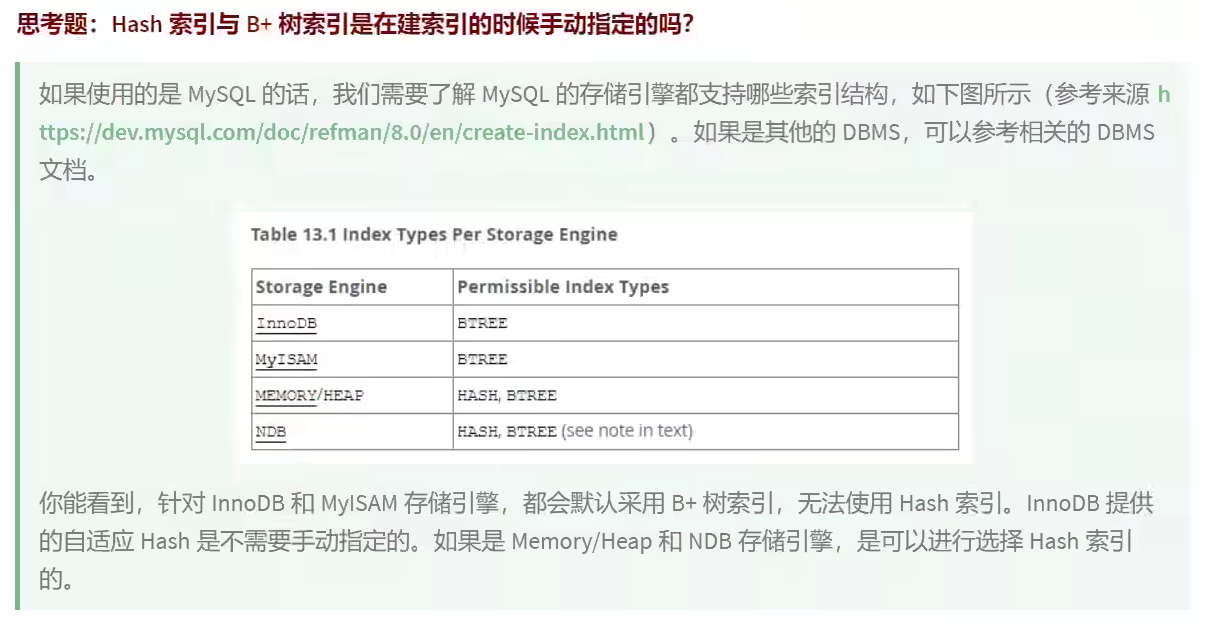 思考题：Hash 索引与 B+ 树索引是在建索引的时候手动指定的吗？
如果使用的是 MySQL 的话，我们需要了解 MySQL 的存储引擎都支持哪些索引结构，如下图所示（参考来源 h
ttps://dev.mysql.com/doc/refman/8.0/en/create-index.html）。如果是其他的 DBMS，可以参考相关的 DBMS
文档。
Table 13.1 Index Types Per Storage Engine
Storage Engine Permissible Index Types
InnoDB BTREE
MyISAM BTREE
MEMORY/HEAP HASH, BTREE
NDB HASH, BTREE (see note in text)
你能看到，针对 InnoDB 和 MyISAM 存储引擎，都会默认采用 B+ 树索引，无法使用 Hash 索引。InnoDB 提供
的自适应 Hash 是不需要手动指定的。如果是 Memory/Heap 和 NDB 存储引擎，是可以进行选择 Hash 索引
的。